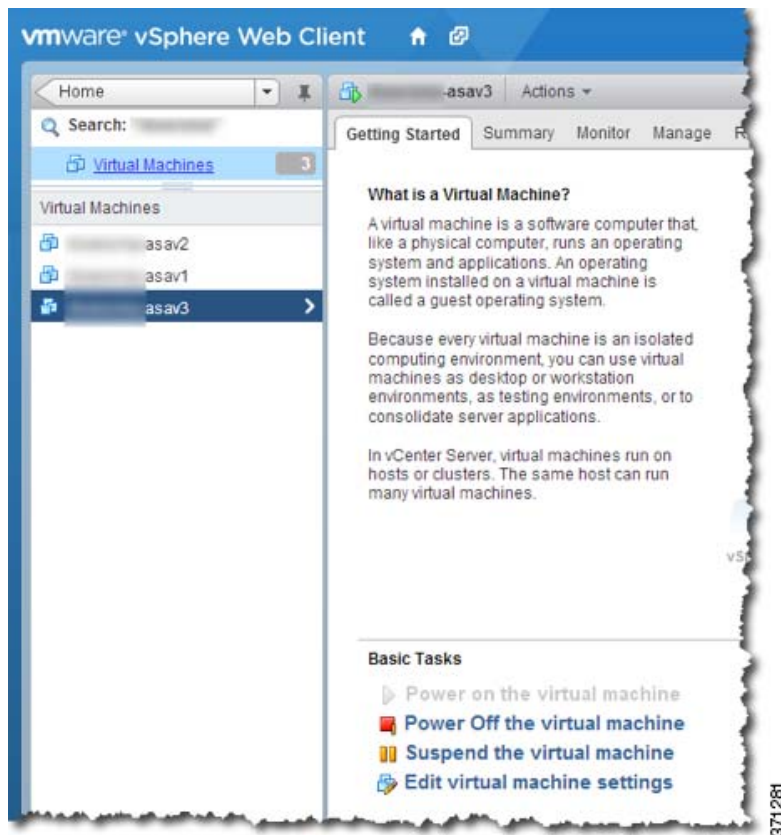 vmware® vSphere Web Client
Home
Search:
Virtual Machines 3
Virtual Machines
asav2
asav1
asav3
-asav3 Actions
Getting Started Summary Monitor Manage R
What is a Virtual Machine?
A virtual machine is a software computer that,
like a physical computer, runs an operating
system and applications. An operating
system installed on a virtual machine is
called a guest operating system.
Because every virtual machine is an isolated
computing environment, you can use virtual
machines as desktop or workstation
environments, as testing environments, or to
consolidate server applications.
In vCenter Server, virtual machines run on
hosts or clusters. The same host can run
many virtual machines.
vS
Basic Tasks
Power on the virtual machine
Power Off the virtual machine
Suspend the virtual machine
Edit virtual machine settings
371281